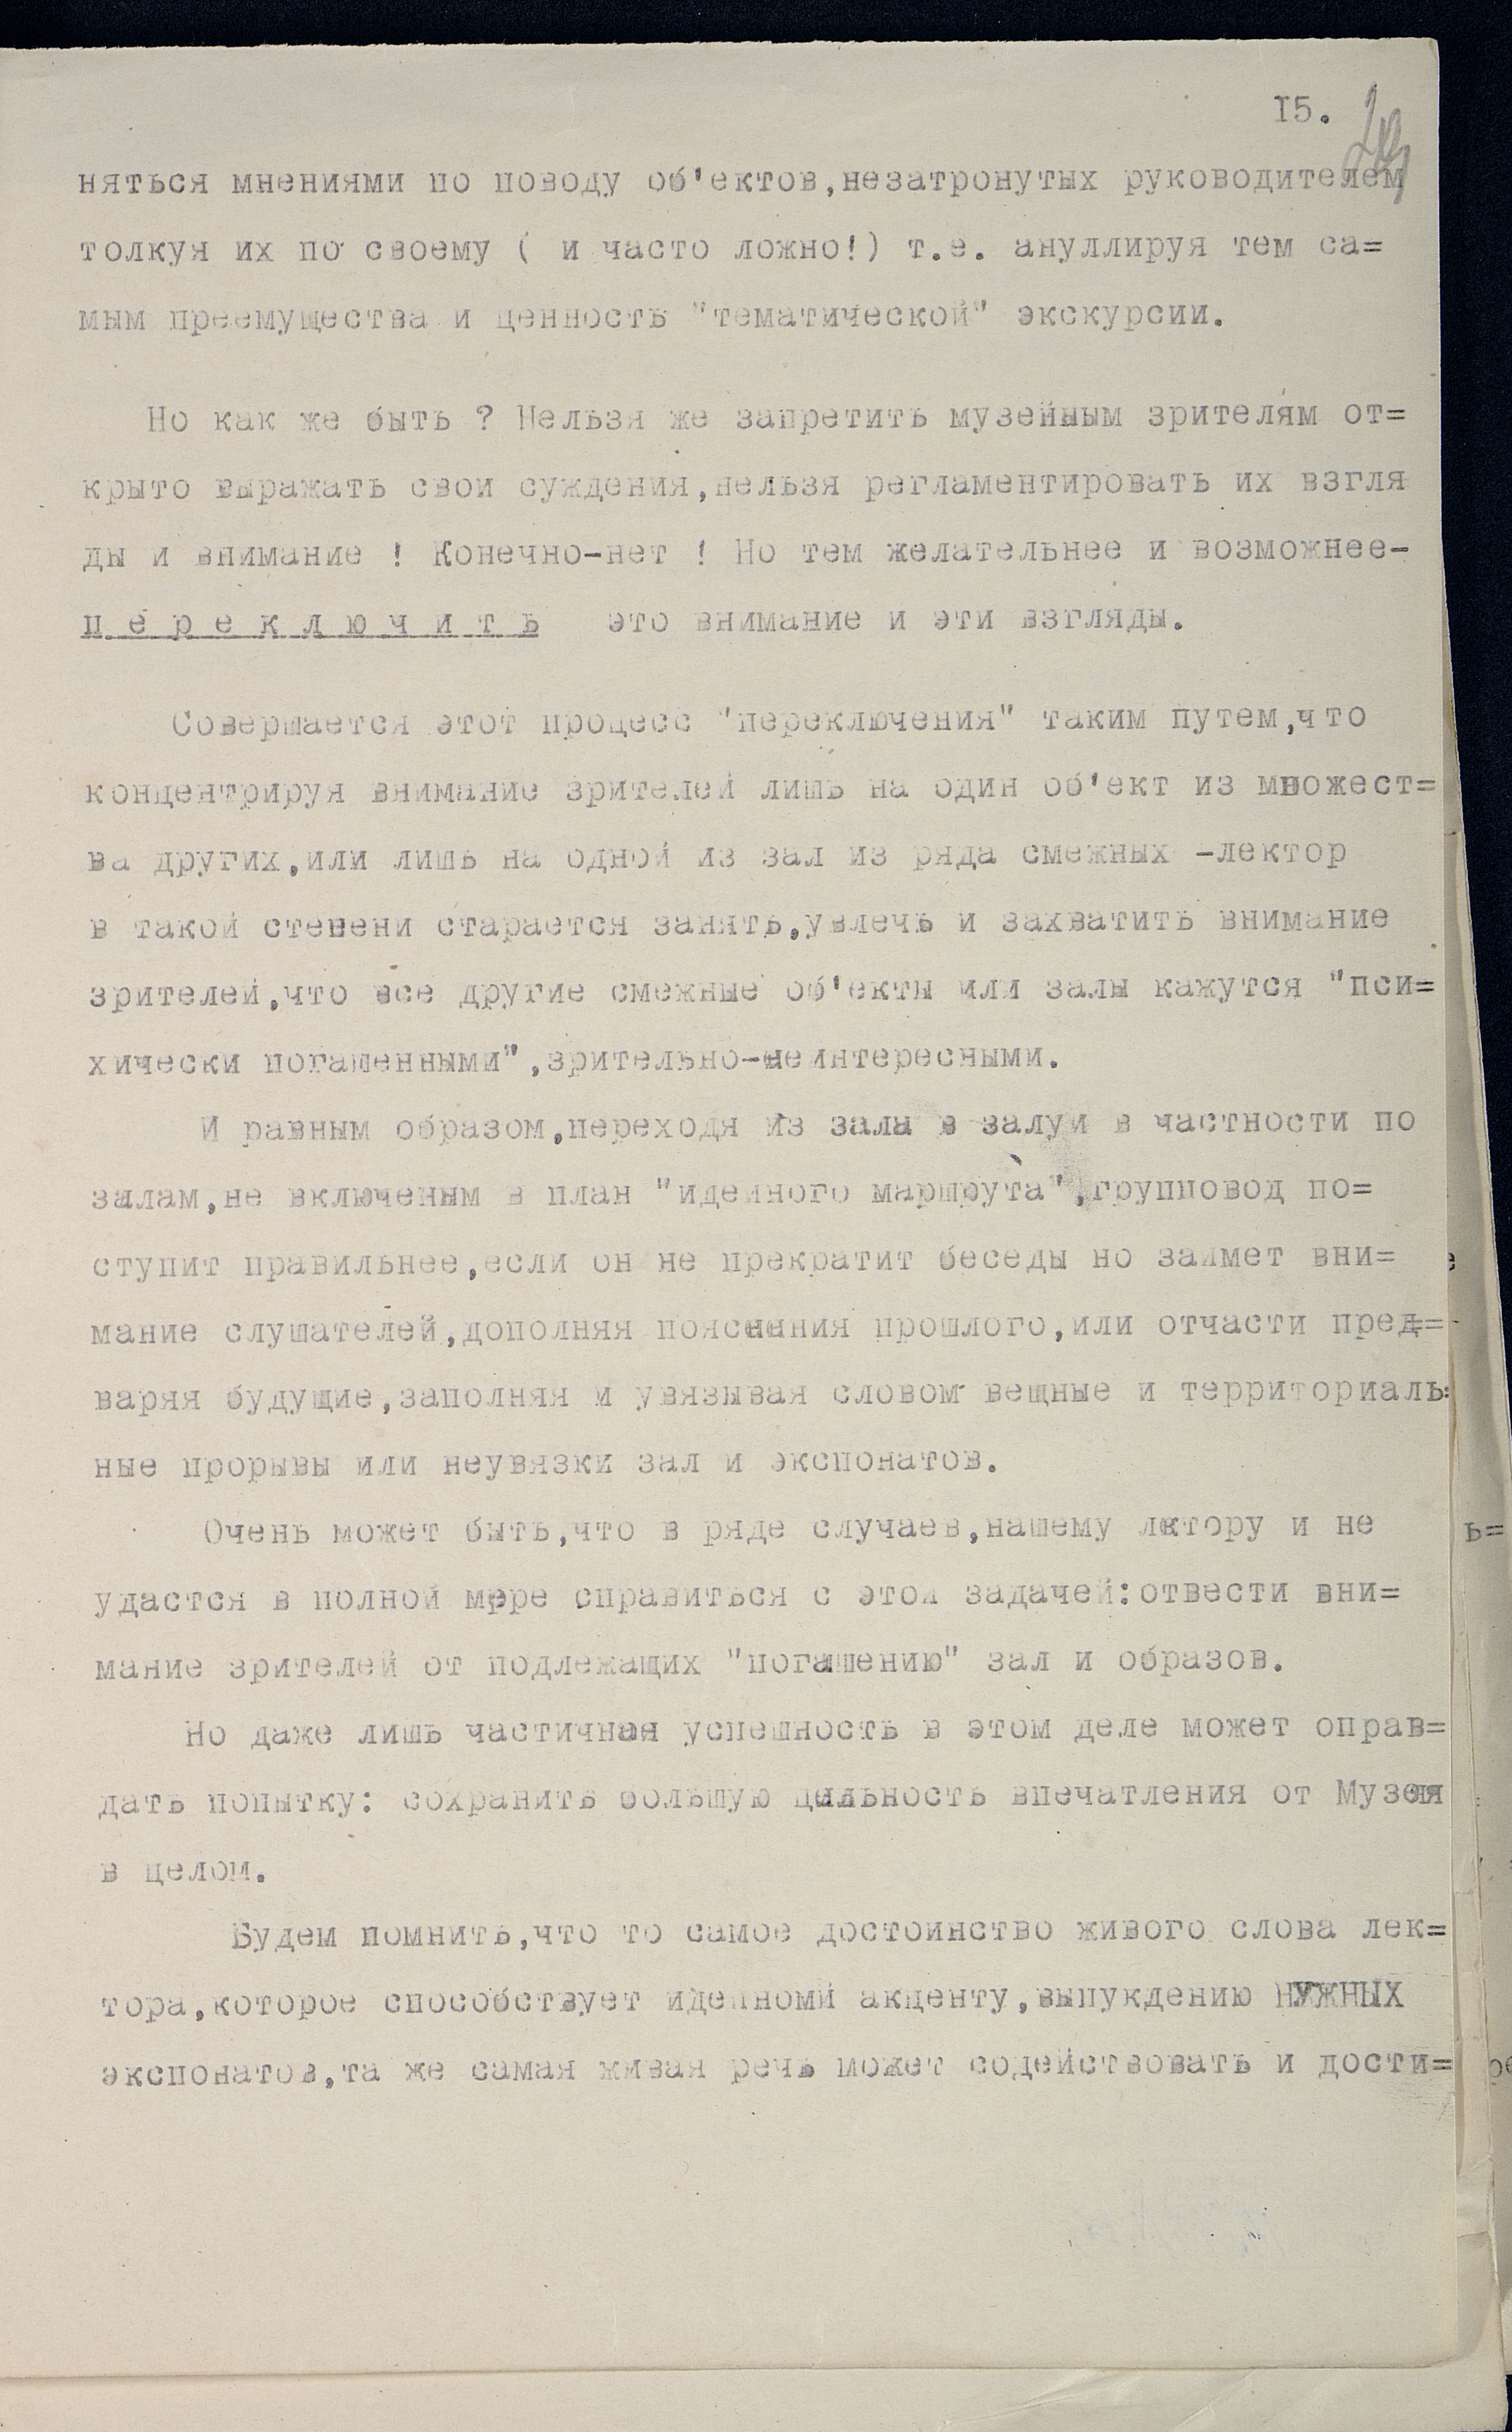 15.
няться мнениями по поводу об'ектов,незатронутых руководителем
толкуя их по своему ( и часто ложно!) т.е. ануллируя тем са=
мым преемущества и ценность "тематической" экскурсии.
Но как же быть ? Нельзя же запретить музейным зрителям от=
крыто выражать свои суждения,нельзя регламентировать их взгля
ды и внимание ! Конечно-нет ! Но тем желательнее и возможнее-
п е р е к л ю ч и т ь это внимание и эти взгляды.
Совершается этот процесс "переключения" таким путем,что
концентрируя внимание зрителей лишь на один об'ект из множест=
ва других,или лишь на одной из зал из ряда смежных -лектор
в такой степени старается занять,увлечь и захватить внимание
зрителей,что все другие смежные об'екты или залы кажутся "пси=
хически погашенными",зрительно-неинтересными.
И равным образом,переходя из зала в залуи в частности по
залам,не включеным в план "идейного маршрута",групповод по=
ступит правильнее,если он не прекратит беседы но займет вни=
мание слушателей,дополняя пояснения прошлого,или отчасти пред=
варяя будущие,заполняя и увязывая словом вещные и территориаль=
ные прорывы или неувязки зал и экспонатов.
Очень может быть,что в ряде случаев,нашему лктору и не
удастся в полной мере справиться с этой задачей:отвести вни=
мание зрителей от подлежащих "погашению" зал и образов.
Но даже лишь частичная успешность в этом деле может оправ=
дать попытку: сохранить большую цельность впечатления от Музея
в целом.
Будем помнить,что то самое достоинство живого слова лек=
тора,которое способствует идейноми акценту,выпуждению НУЖНЫХ
экспонатов,та же самая живая речь может содействовать и дости=